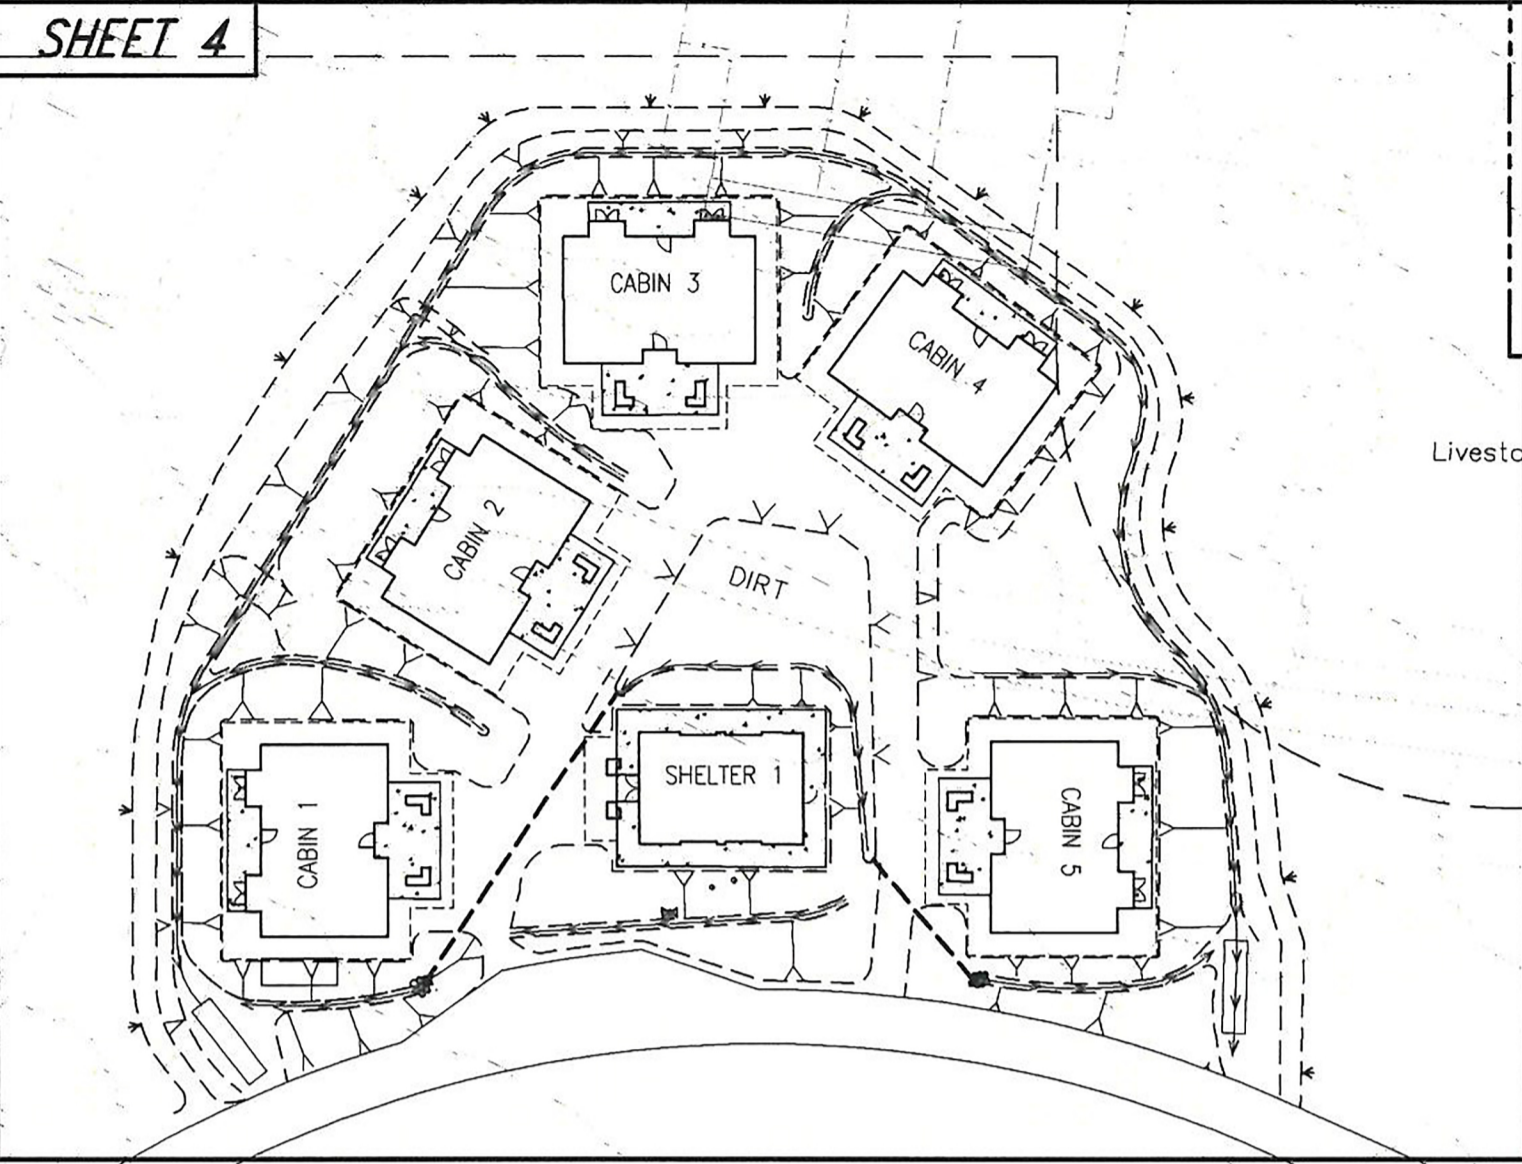 SHEET 4
CABIN 3
CABIN 4
Livesto
CABIN 2
DIRT
SHELTER 1
CABIN 1
CABIN 5